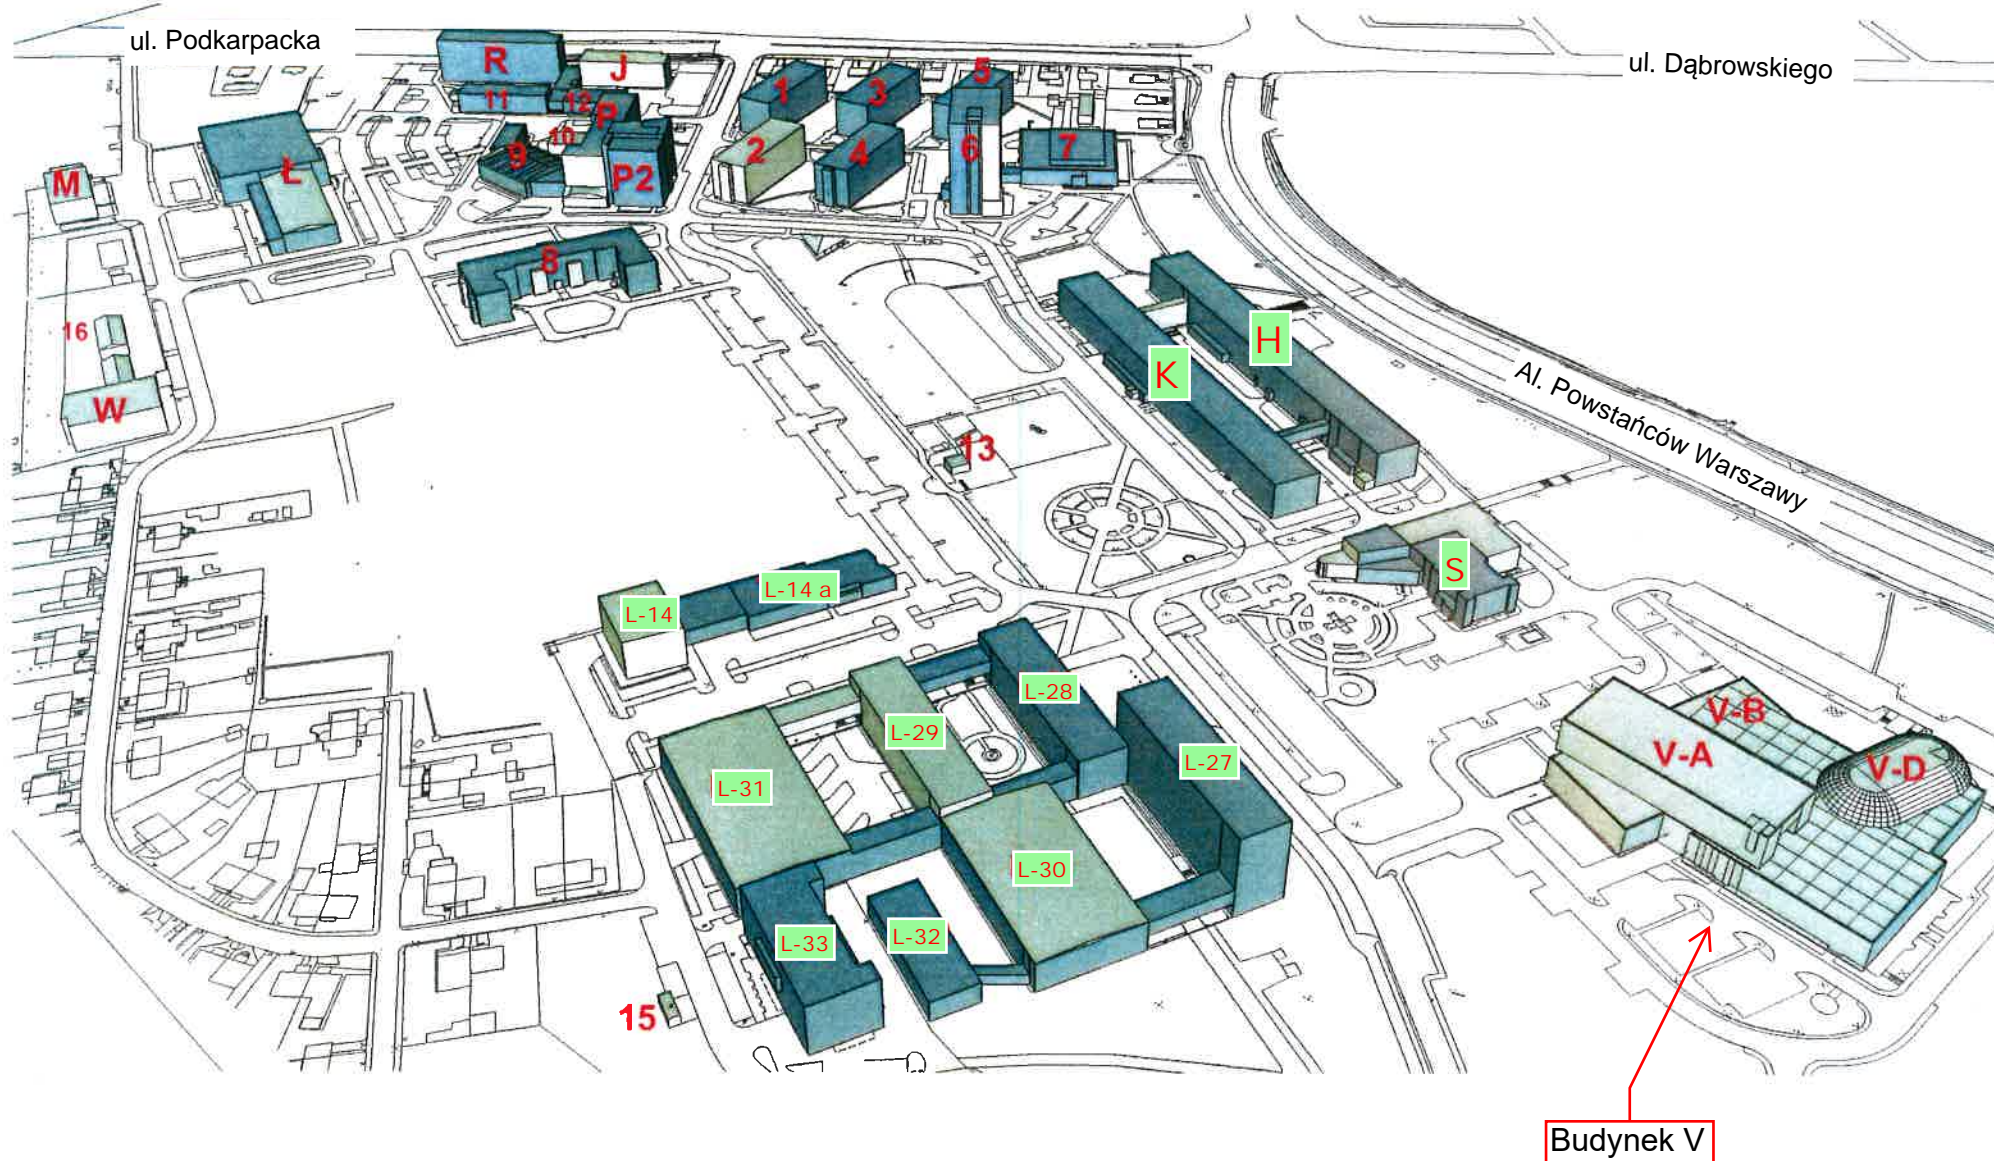 ul. Podkarpacka
ul. Dąbrowskiego
R
J
5
1
3
11
12
P
10
9
2
4
6
7
M
Ł
P2
8
16
H
K
W
Al. Powstańców Warszawy
13
S
L-14
L-14 a
L-28
V-B
L-29
L-27
V-A
V-D
L-31
L-30
L-33
L-32
15
Budynek V